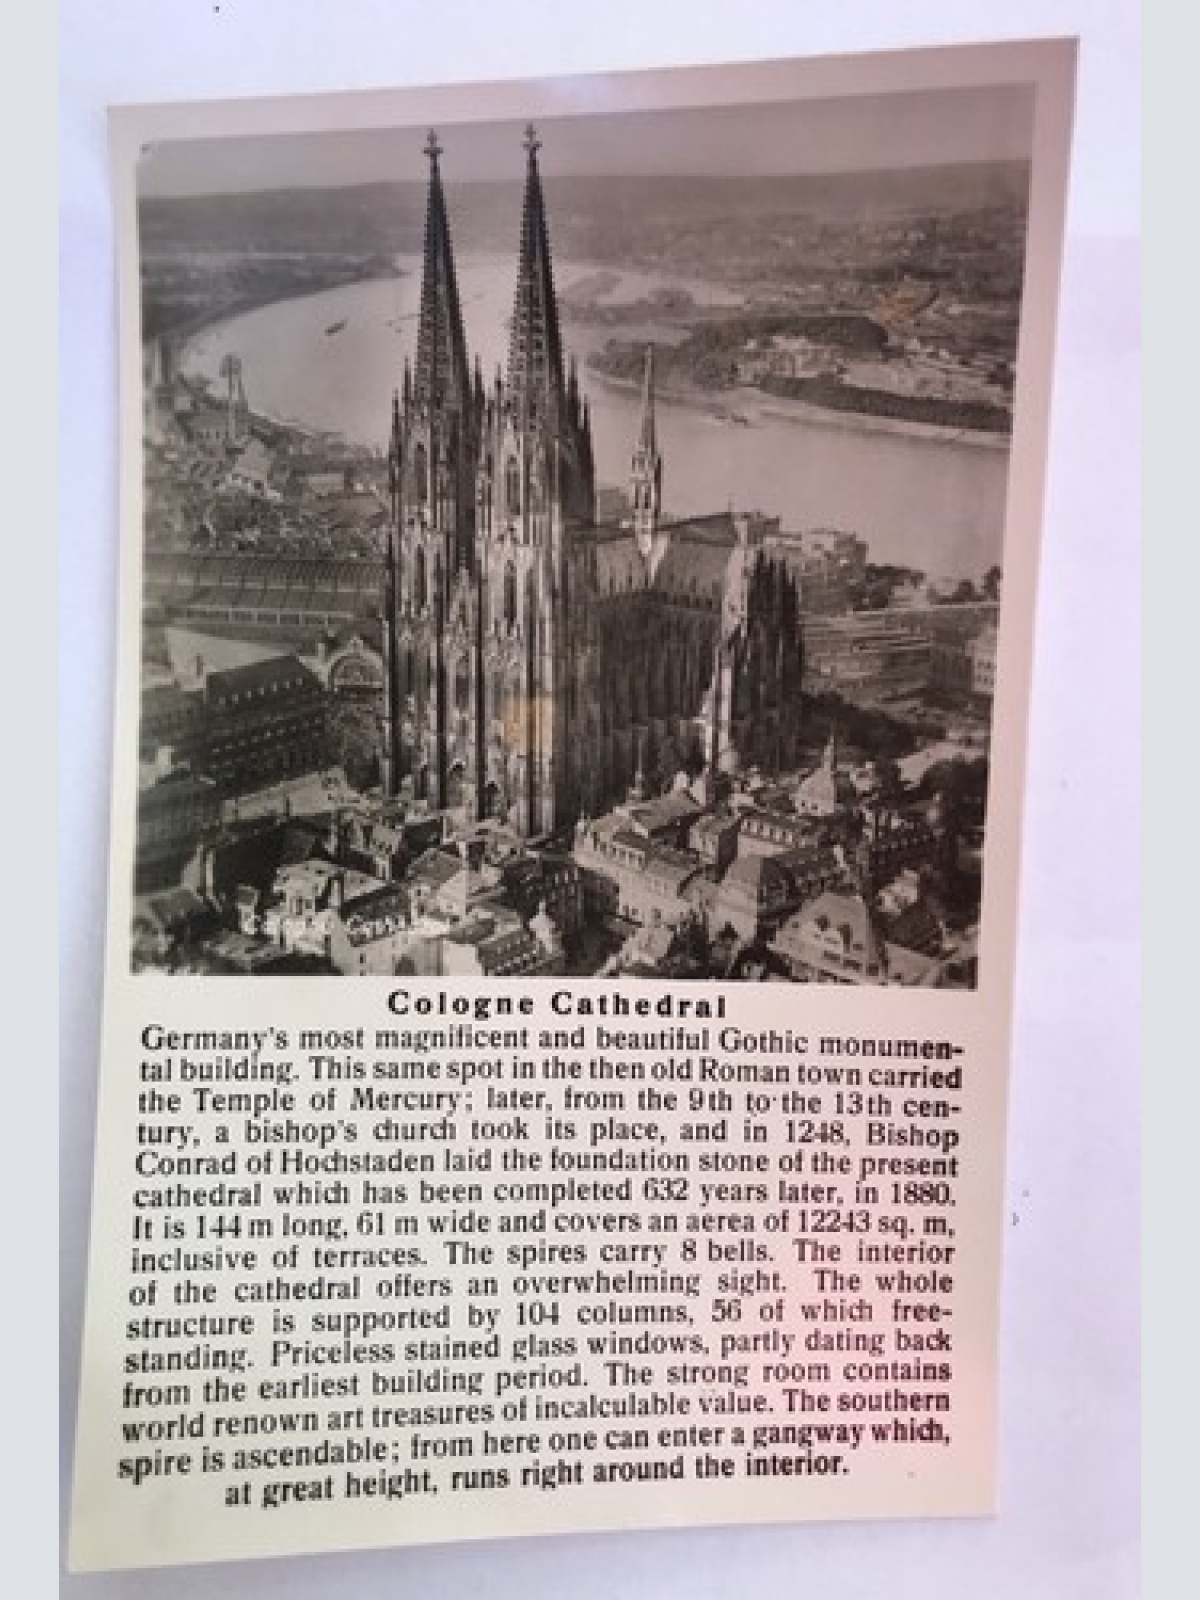 Cologne Cathedral
Germany's most magnificent and beautiful Gothic monumen-
tal building. This same spot in the then old Roman town carried
the Temple of Mercury; later, from the 9th to the 13th cen-
tury, a bishop's church took its place, and in 1248, Bishop
Conrad of Hochstaden laid the foundation stone of the present
cathedral which has been completed 632 years later, in 1880.
It is 144 m long, 61 m wide and covers an aerea of 12243 sq. m,
inclusive of terraces. The spires carry 8 bells. The interior
of the cathedral offers an overwhelming sight. The whole
structure is supported by 104 columns, 56 of which free-
standing. Priceless stained glass windows, partly dating back
from the earliest building period. The strong room contains
world renown art treasures of incalculable value. The southern
spire is ascendable; from here one can enter a gangway which,
at great height, runs right around the interior.